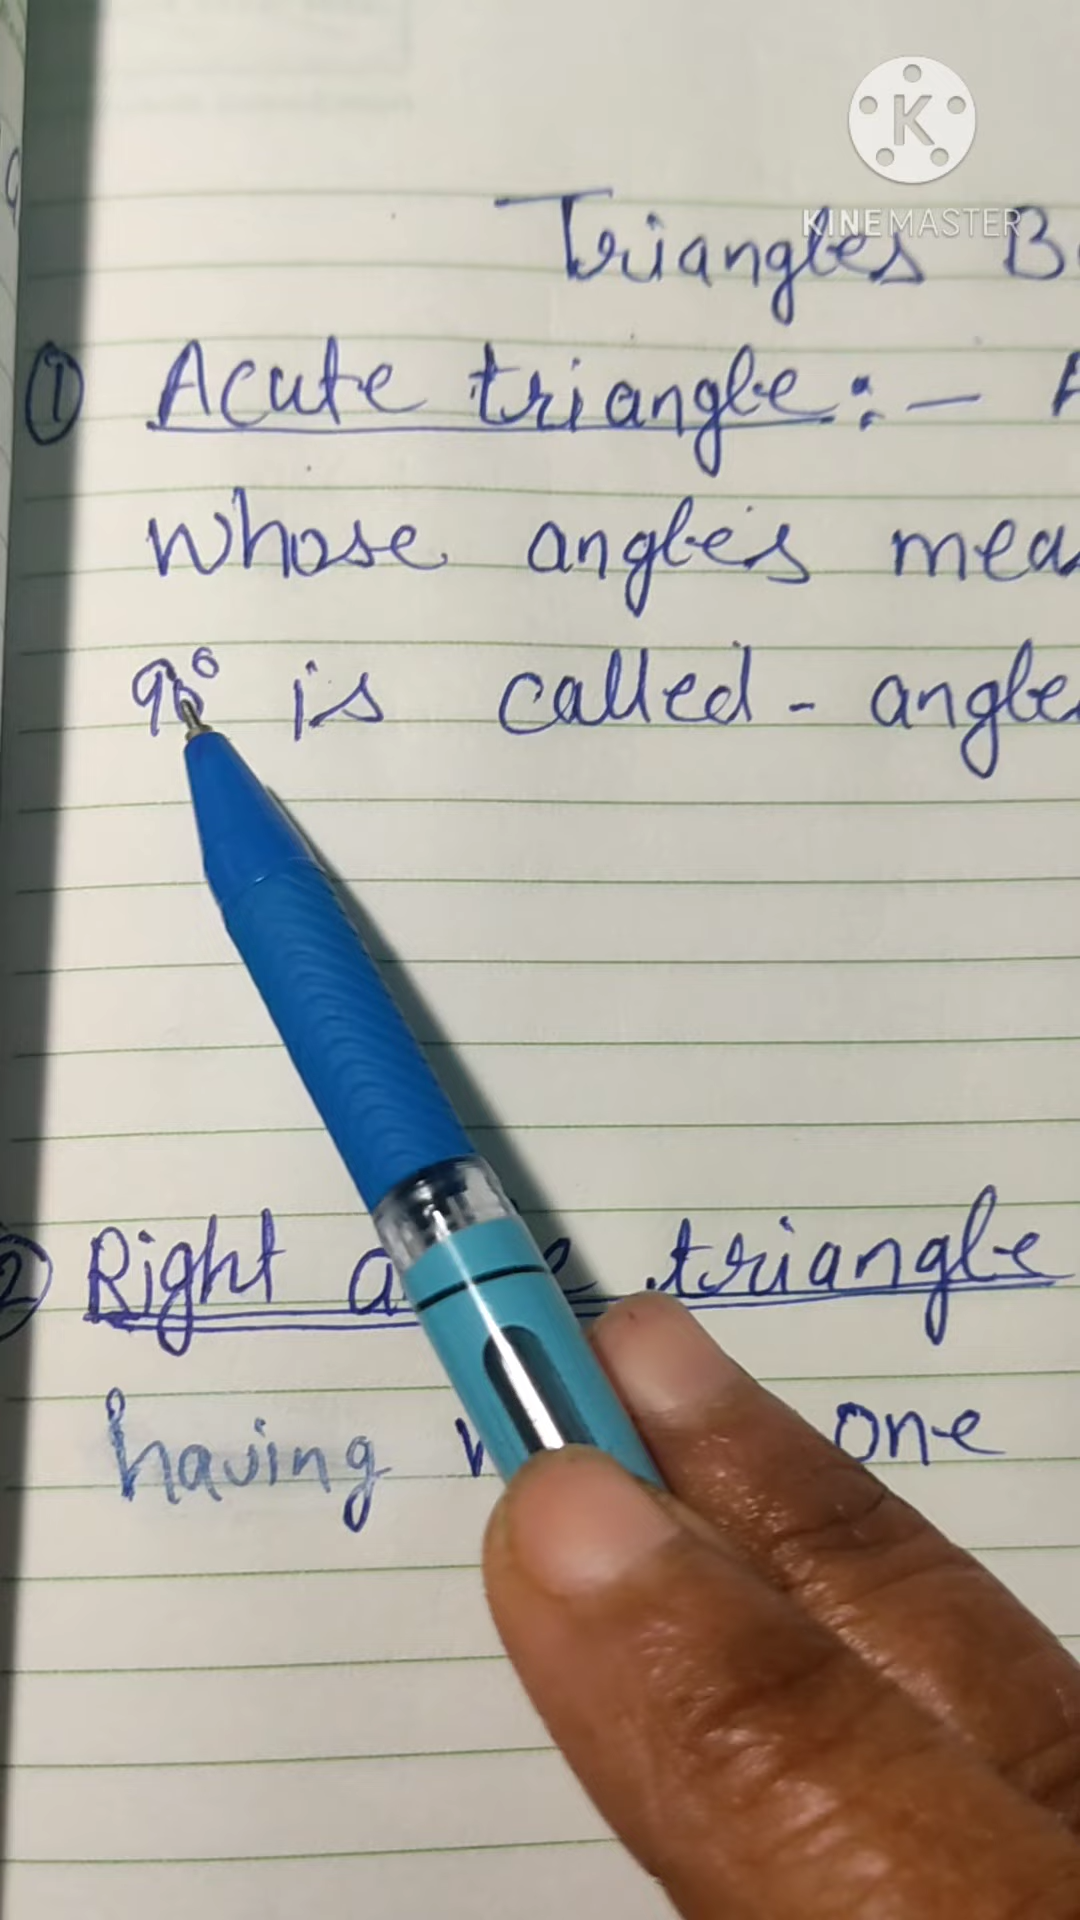 K
KINEMASTER
Triangles B
① Acute triangle :- A
Whose angles mea
90° is called - angle
② Right a triangle
having one